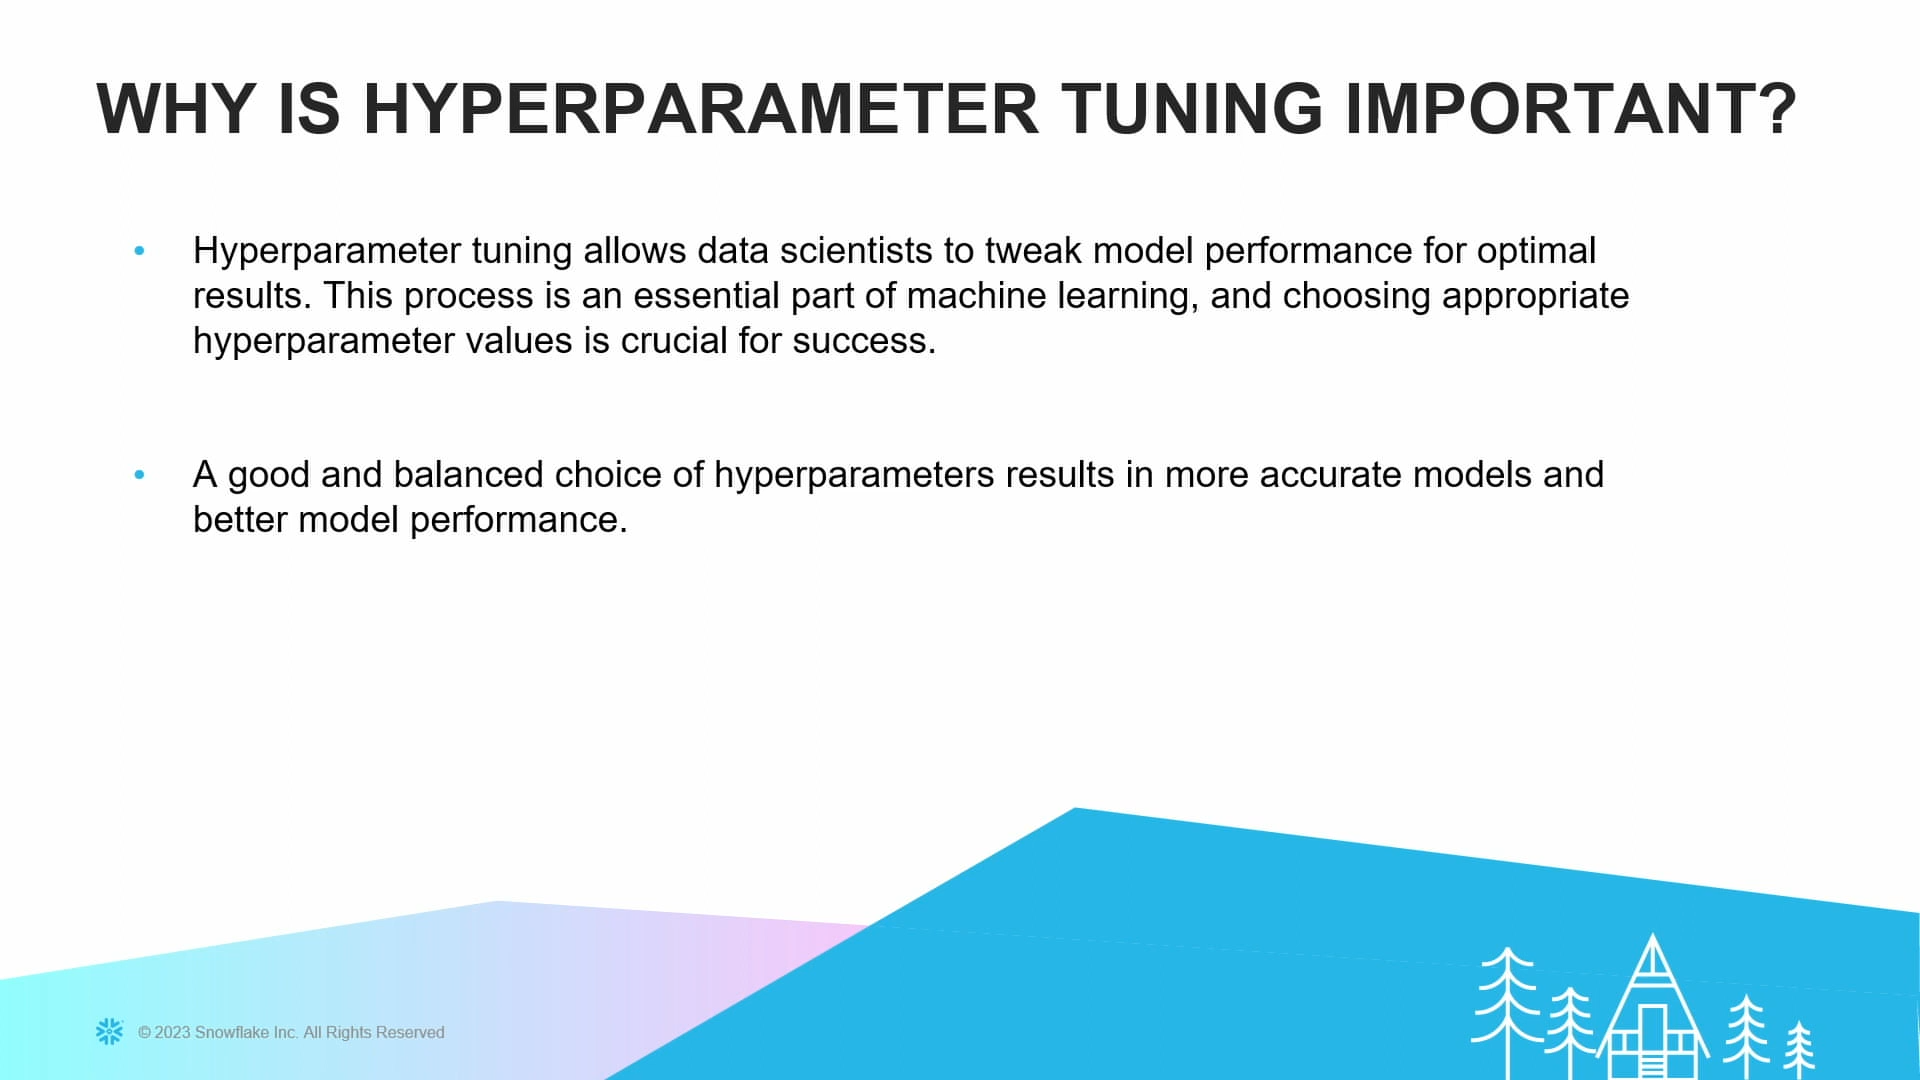 WHY IS HYPERPARAMETER TUNING IMPORTANT?
• Hyperparameter tuning allows data scientists to tweak model performance for optimal
results. This process is an essential part of machine learning, and choosing appropriate
hyperparameter values is crucial for success.
• A good and balanced choice of hyperparameters results in more accurate models and
better model performance.
© 2023 Snowflake Inc. All Rights Reserved